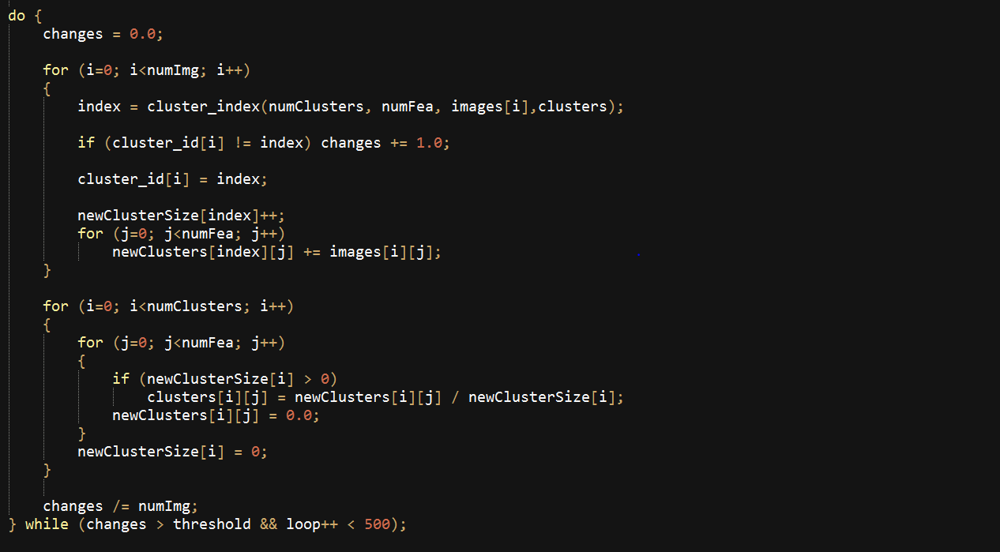 do {
changes = 0.0;
for (i=0; i<numImg; i++)
{
index = cluster_index(numClusters, numFea, images[i],clusters);
if (cluster_id[i] != index) changes += 1.0;
cluster_id[i] = index;
newClusterSize[index]++;
for (j=0; j<numFea; j++)
newClusters[index][j] += images[i][j];
}
for (i=0; i<numClusters; i++)
{
for (j=0; j<numFea; j++)
{
if (newClusterSize[i] > 0)
clusters[i][j] = newClusters[i][j] / newClusterSize[i];
newClusters[i][j] = 0.0;
}
newClusterSize[i] = 0;
}
changes /= numImg;
} while (changes > threshold && loop++ < 500);